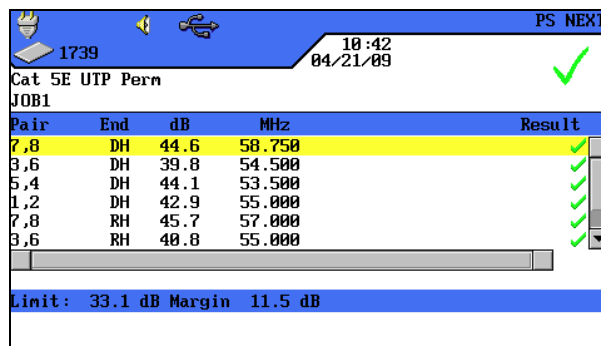 PS NEXT
1739
10:42
04/21/09
Cat 5E UTP Perm
JOB1
Pair End dB MHz Result
7,8 DH 44.6 58.750
3,6 DH 39.8 54.500
5,4 DH 44.1 53.500
1,2 DH 42.9 55.000
7,8 RH 45.7 57.000
3,6 RH 40.8 55.000
Limit: 33.1 dB Margin 11.5 dB